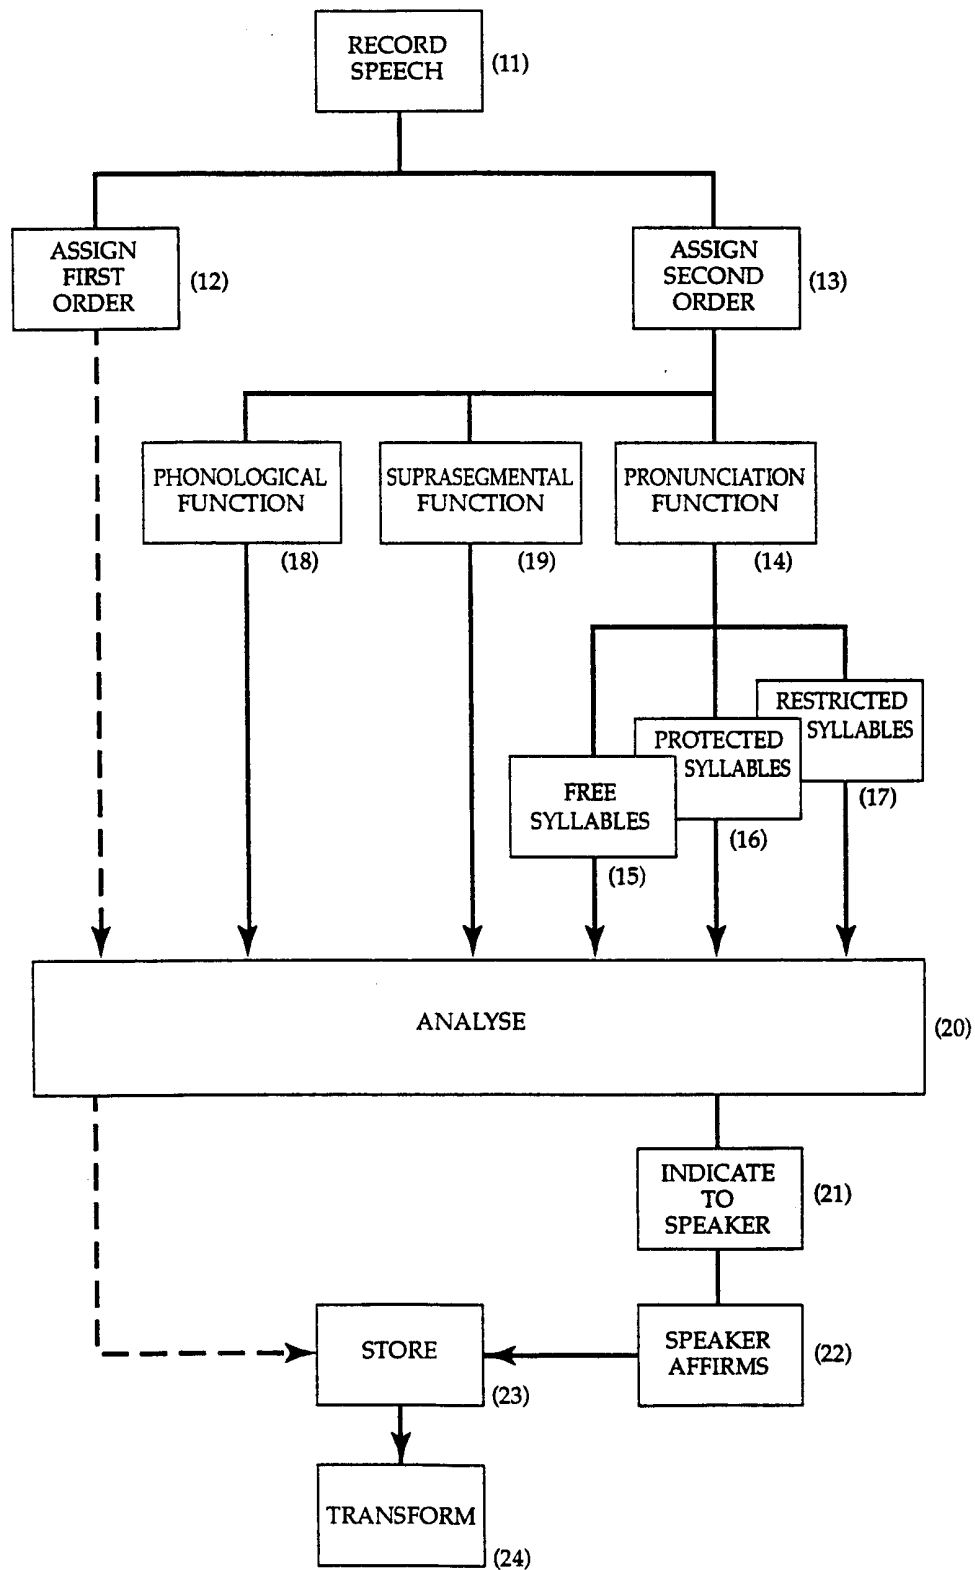 RECORD
SPEECH
(11)
ASSIGN
FIRST
ORDER
(12)
ASSIGN
SECOND
ORDER
(13)
PHONOLOGICAL
FUNCTION
(18)
SUPRASEGMENTAL
FUNCTION
(19)
PRONUNCIATION
FUNCTION
(14)
RESTRICTED
SYLLABLES
(17)
PROTECTED
SYLLABLES
(16)
FREE
SYLLABLES
(15)
ANALYSE
(20)
INDICATE
TO
SPEAKER
(21)
STORE
(23)
SPEAKER
AFFIRMS
(22)
TRANSFORM
(24)